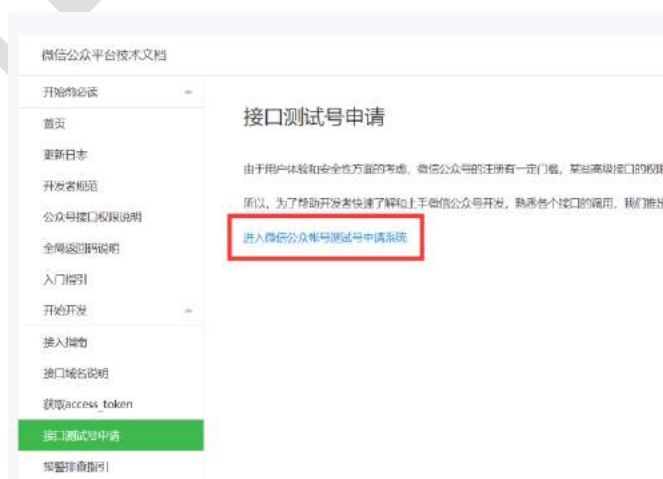 微信公众平台技术文档
开始前必读
首页
更新日志
开发者规范
公众号接口权限说明
全局返回码说明
入门指引
开始开发
接入指南
接口域名说明
获取access_token
接口测试号申请
报警排查指引
接口测试号申请
由于用户体验和安全性方面的考虑，微信公众号的注册有一定门槛，某些高级接口的权限
所以，为了帮助开发者快速了解和上手微信公众号开发，熟悉各个接口的调用，我们推出
进入微信公众帐号测试号申请系统